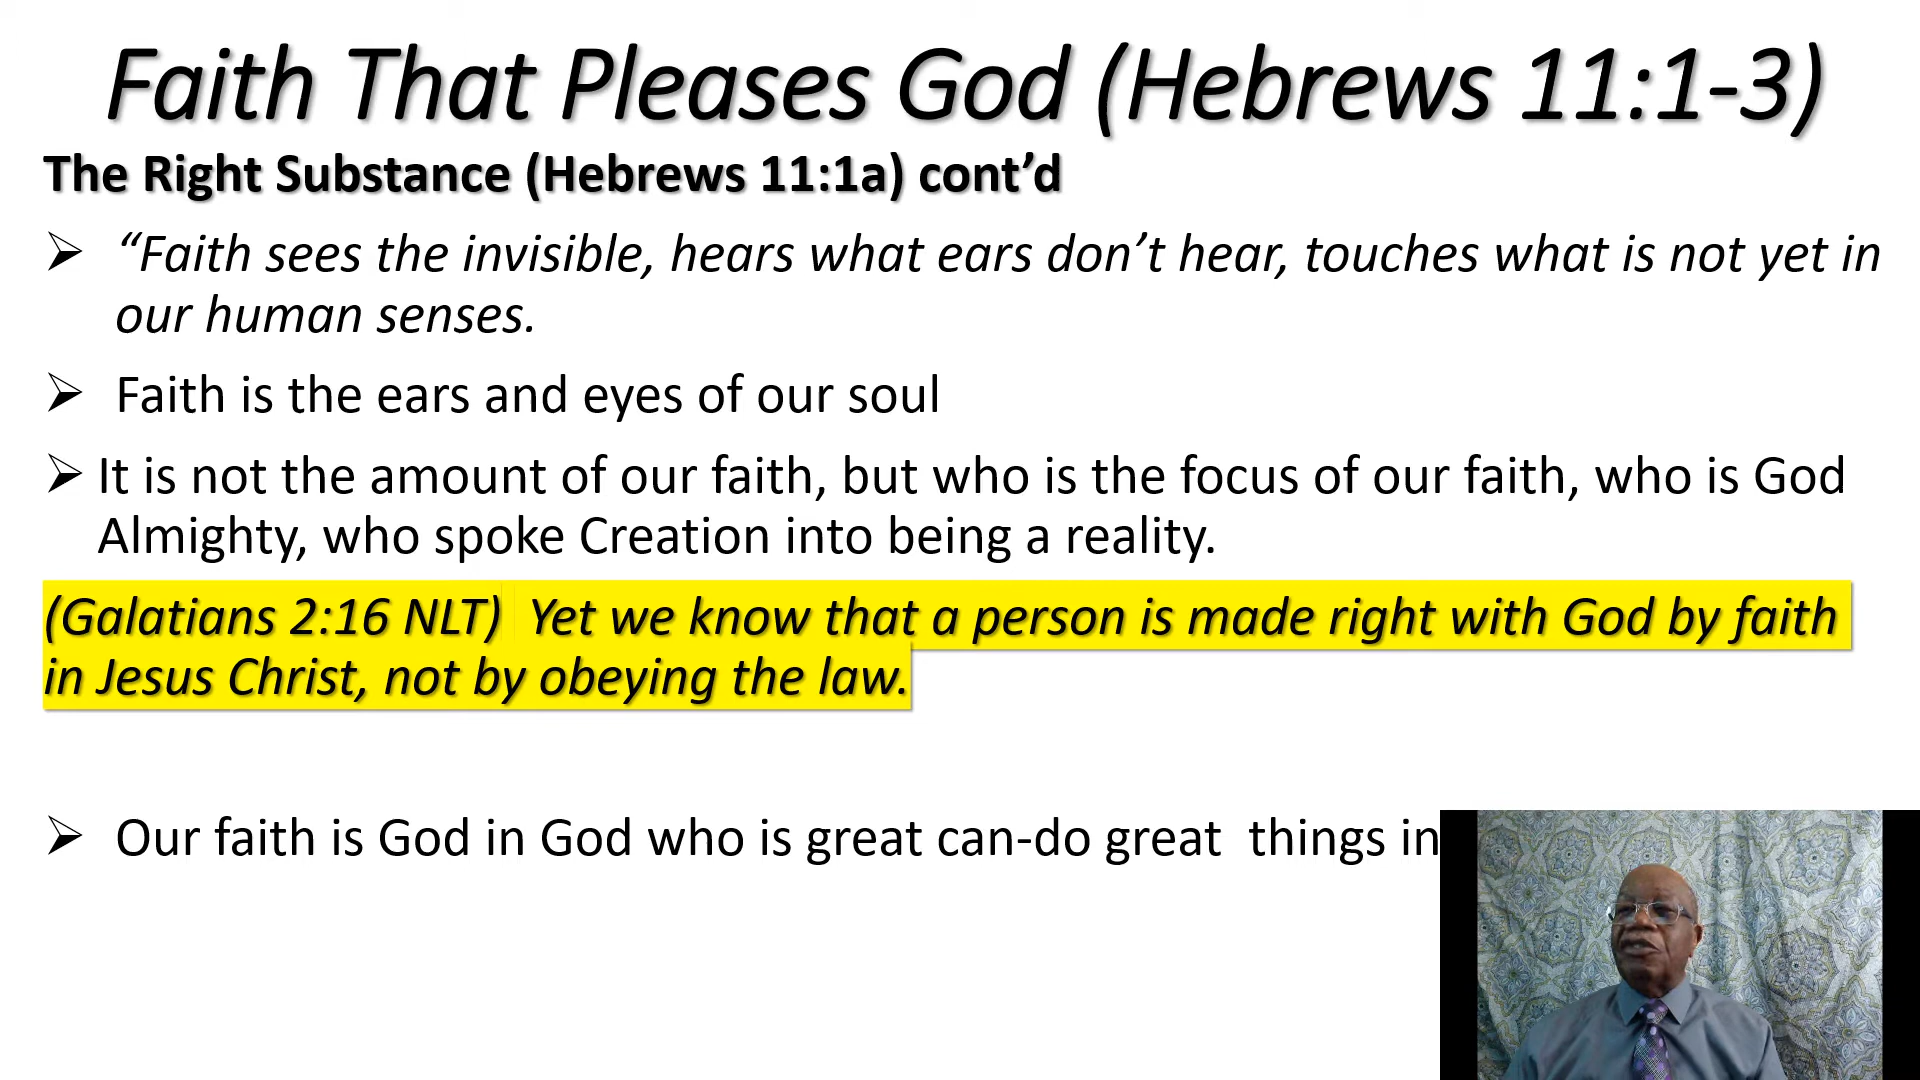 Faith That Pleases God (Hebrews 11:1-3)
The Right Substance (Hebrews 11:1a) cont’d
➢ “Faith sees the invisible, hears what ears don’t hear, touches what is not yet in
our human senses.
➢ Faith is the ears and eyes of our soul
➢ It is not the amount of our faith, but who is the focus of our faith, who is God
Almighty, who spoke Creation into being a reality.
(Galatians 2:16 NLT) Yet we know that a person is made right with God by faith
in Jesus Christ, not by obeying the law.
➢ Our faith is God in God who is great can-do great things in